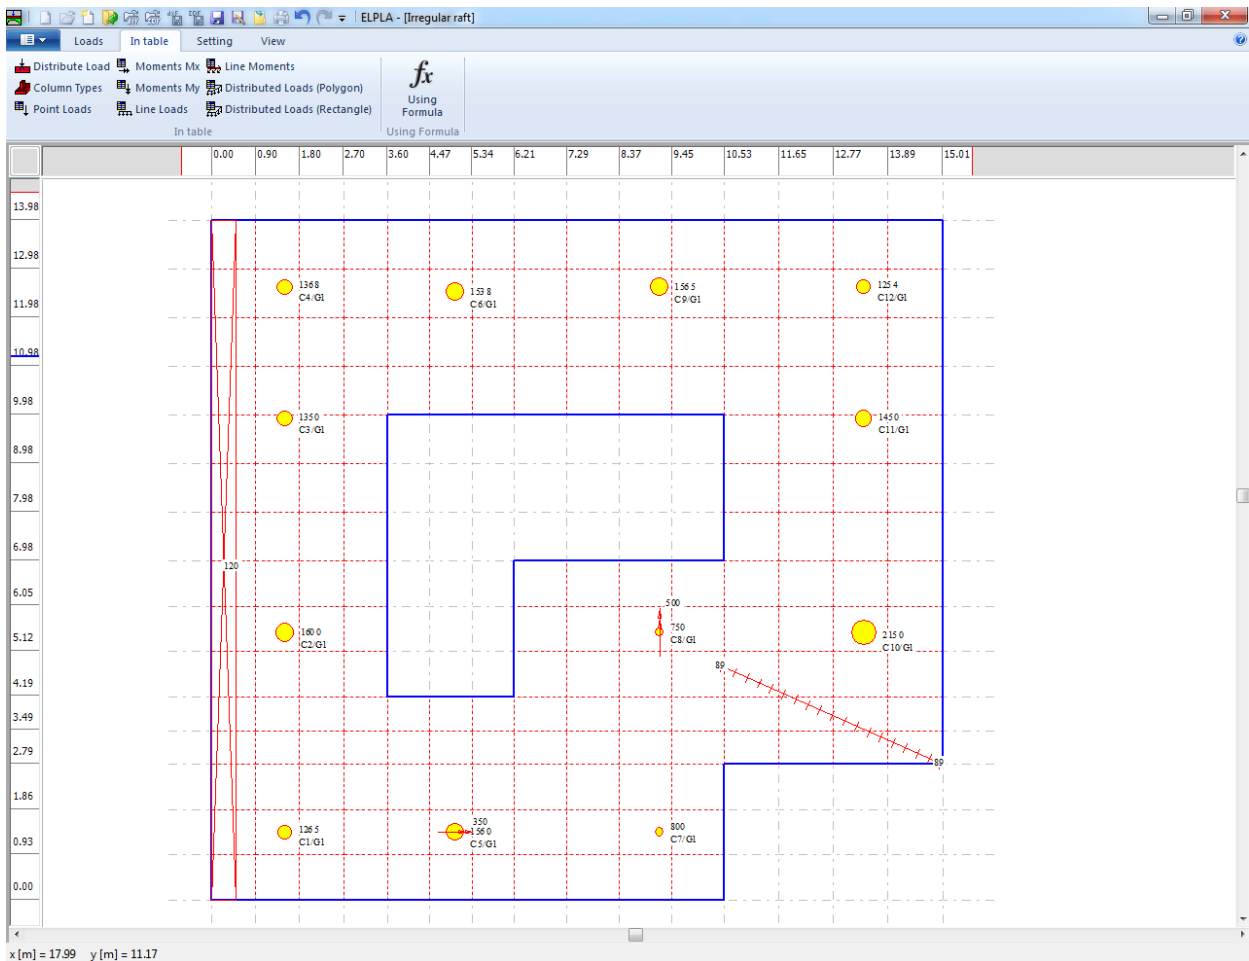 ELPLA - [Irregular raft]
Loads In table Setting View
Distribute Load Moments Mx Line Moments
Column Types Moments My Distributed Loads (Polygon)
Point Loads Line Loads Distributed Loads (Rectangle)
fx
Using
Formula
In table Using Formula
0.00 0.90 1.80 2.70 3.60 4.47 5.34 6.21 7.29 8.37 9.45 10.53 11.65 12.77 13.89 15.01
13.98
12.98
1368
C4/G1
1538
C6/G1
1565
C9/G1
1254
C12/G1
11.98
10.98
9.98
1350
C3/G1
1450
C11/G1
8.98
7.98
6.98
120
6.05
500
5.12
1600
C2/G1
750
C8/G1
2150
C10/G1
4.19
89
3.49
2.79
89
1.86
0.93
1265
C1/G1
350
1560
C5/G1
800
C7/G1
0.00
x [m] = 17.99 y [m] = 11.17